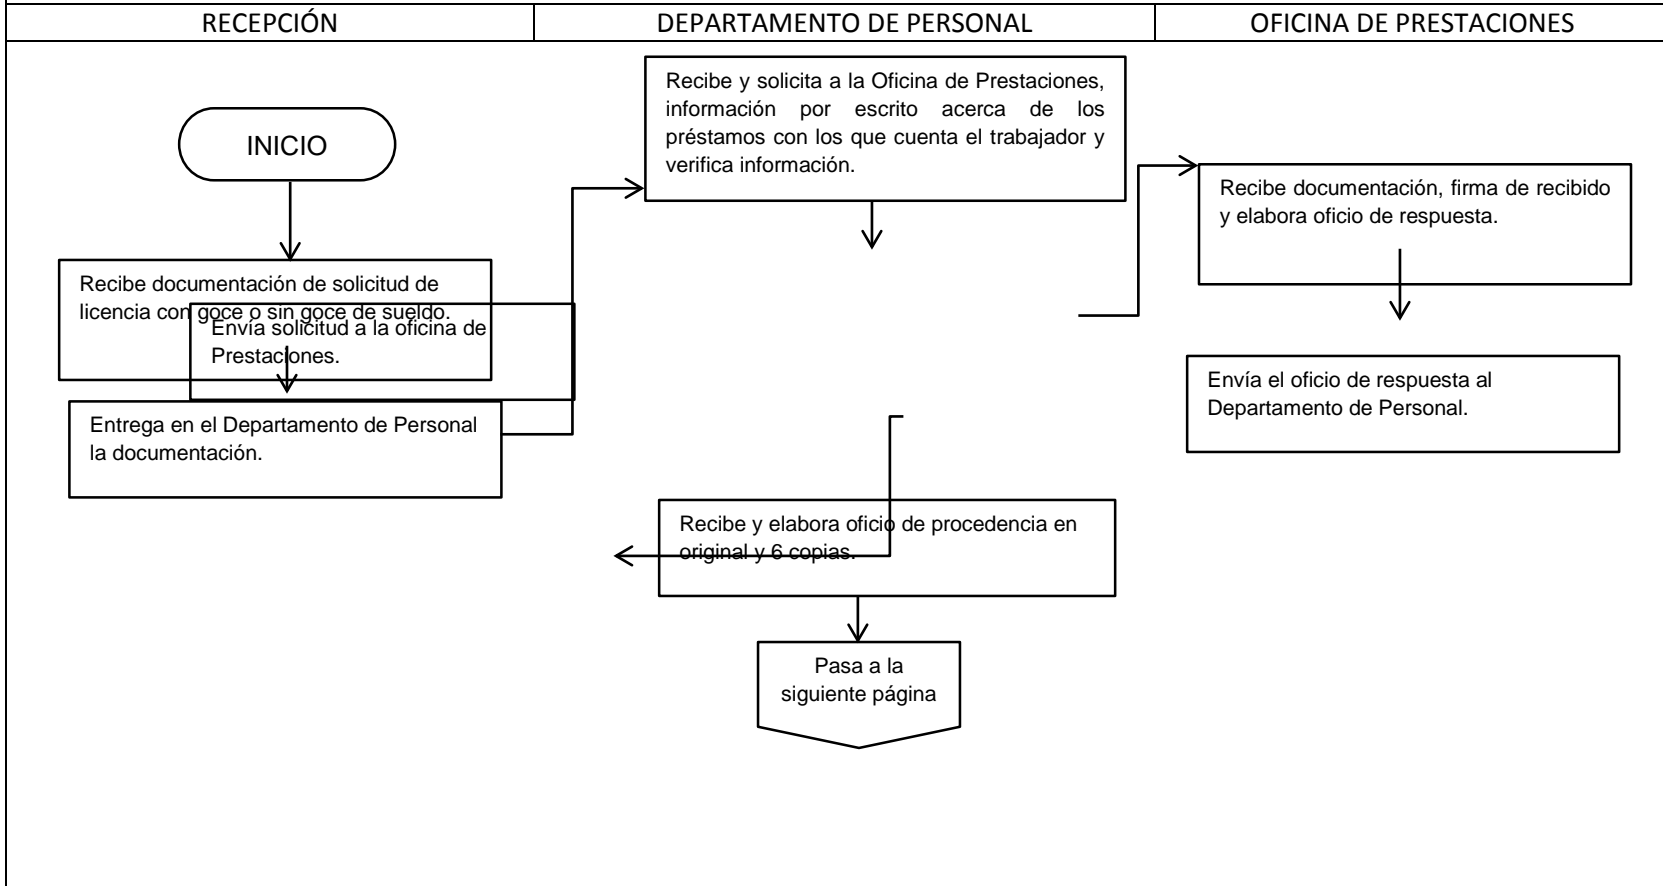 RECEPCIÓN
DEPARTAMENTO DE PERSONAL
OFICINA DE PRESTACIONES
INICIO
Recibe documentación de solicitud de
licencia con goce o sin goce de sueldo.
Envía solicitud a la oficina de
Prestaciones.
Entrega en el Departamento de Personal
la documentación.
Recibe y solicita a la Oficina de Prestaciones,
información por escrito acerca de los
préstamos con los que cuenta el trabajador y
verifica información.
Recibe documentación, firma de recibido
y elabora oficio de respuesta.
Envía el oficio de respuesta al
Departamento de Personal.
Recibe y elabora oficio de procedencia en
original y 6 copias.
Pasa a la
siguiente página